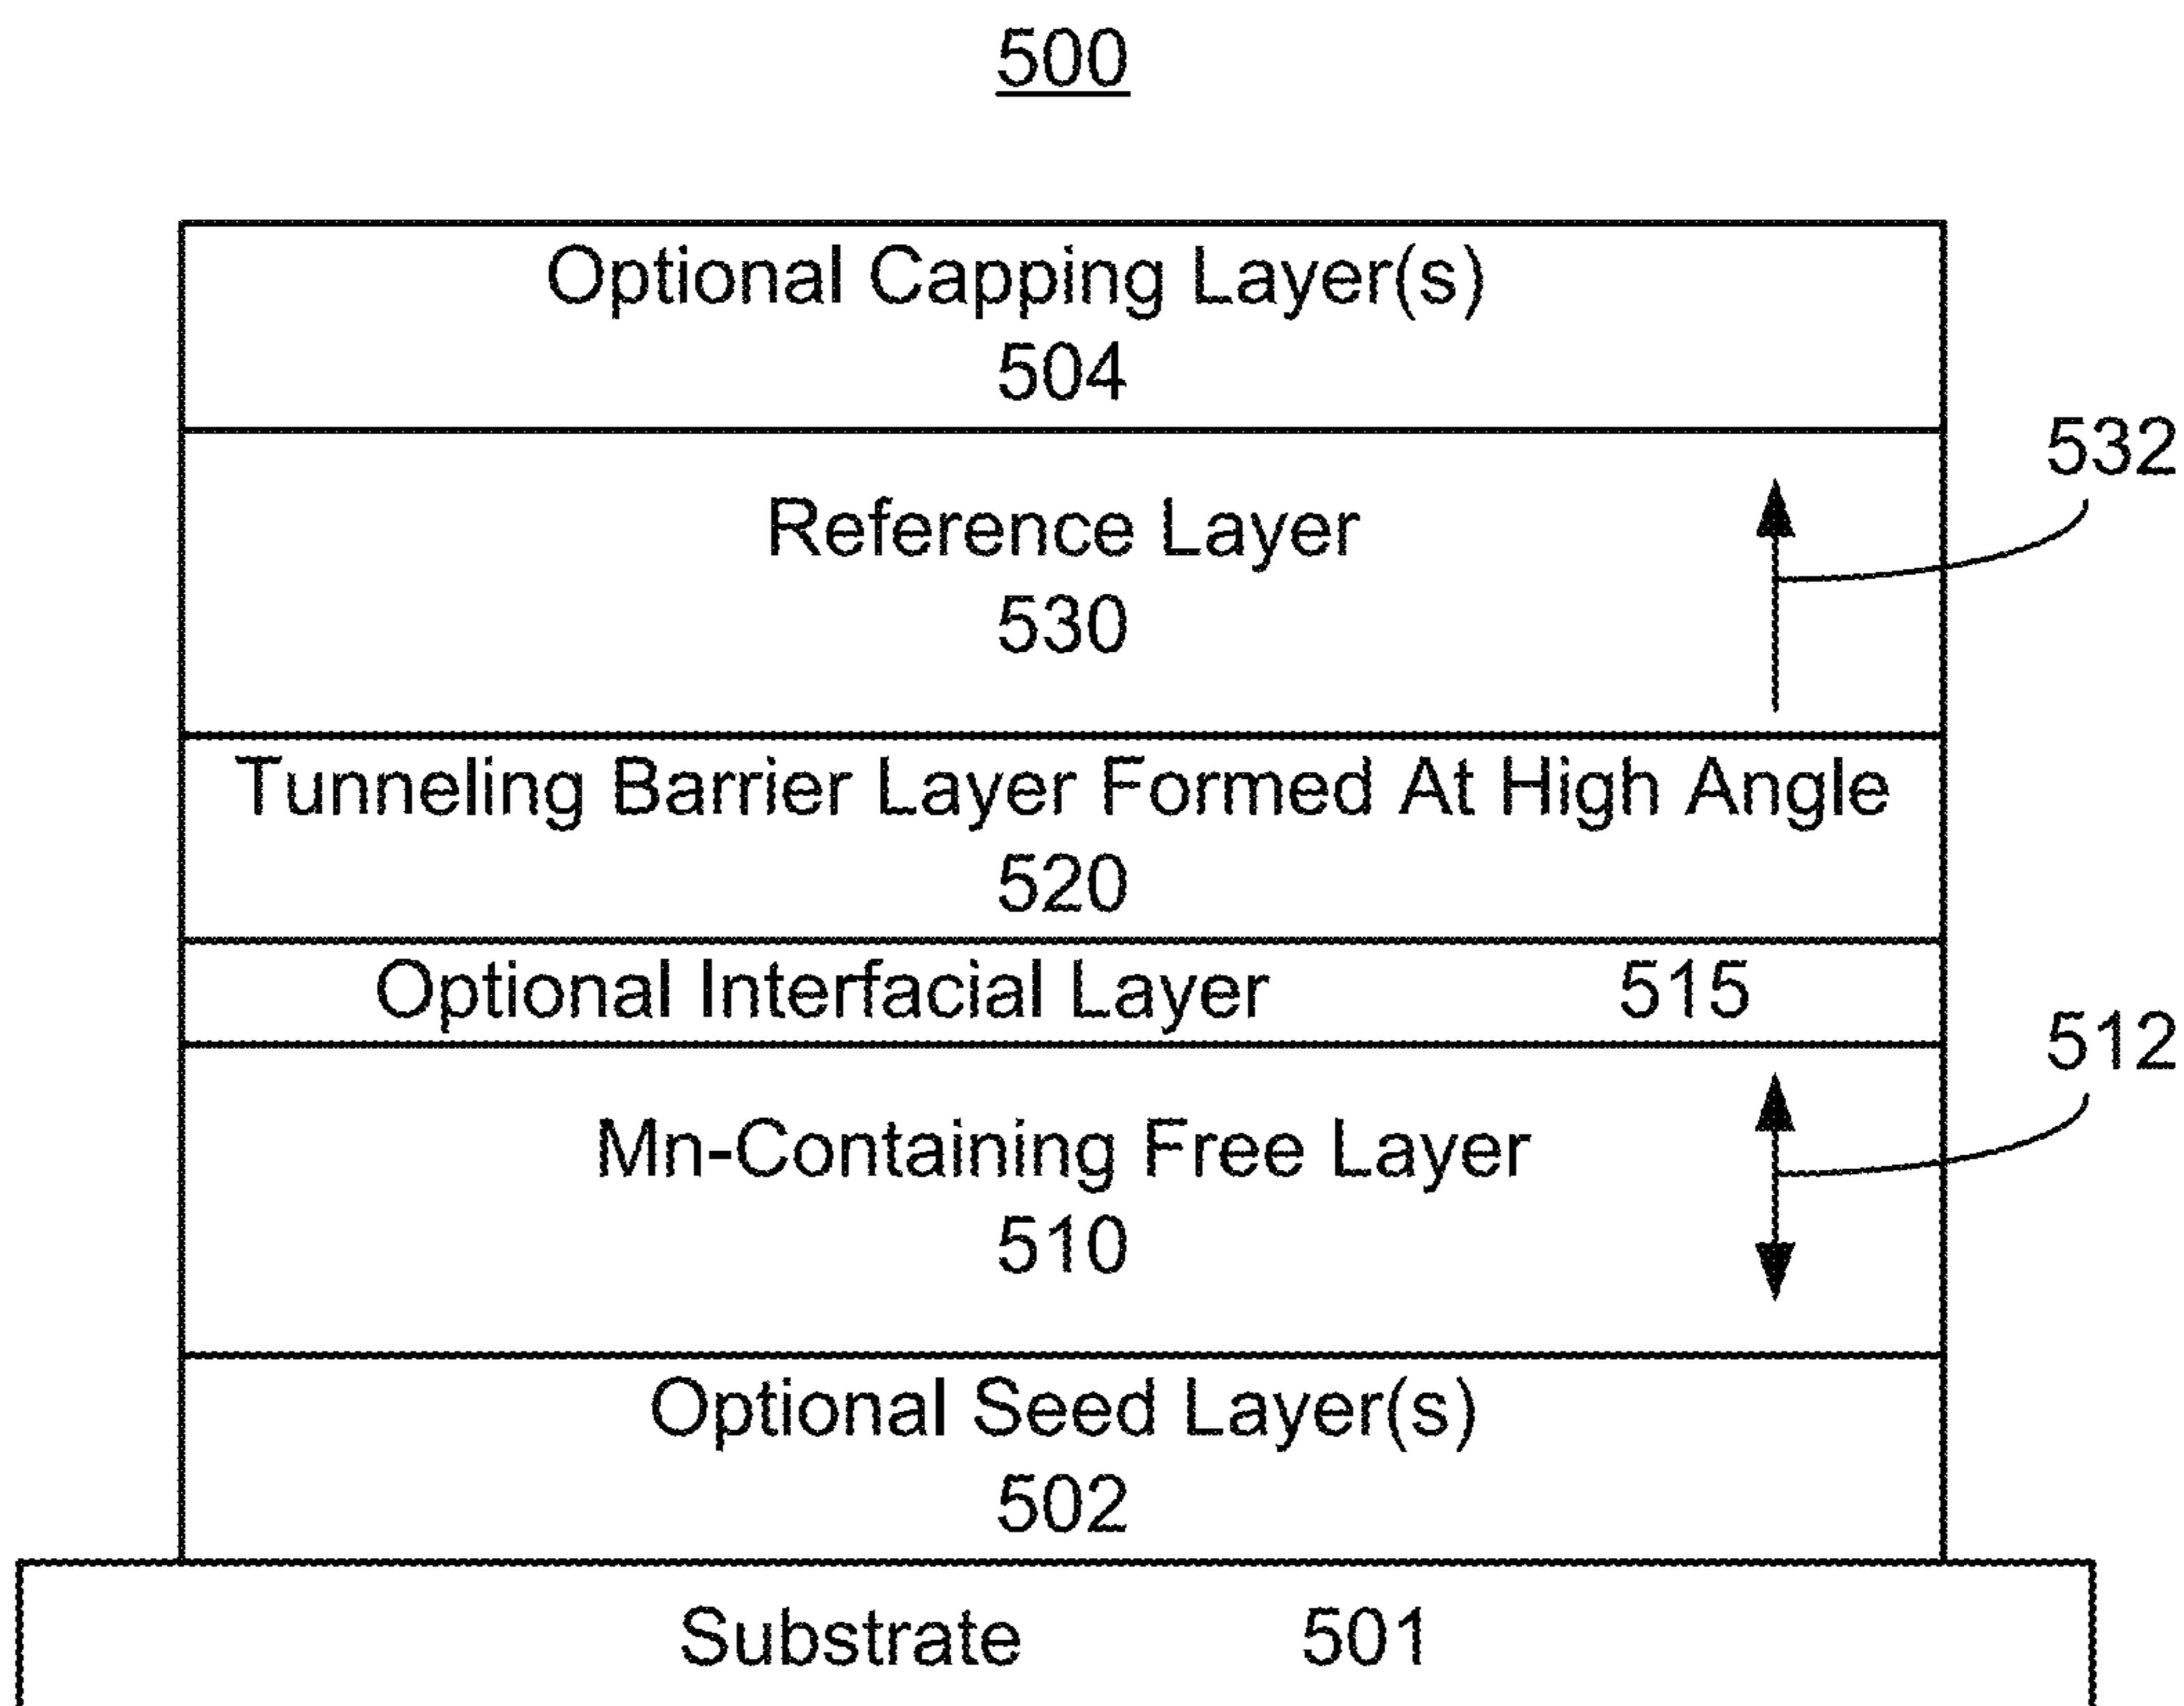 500
Optional Capping Layer(s)
504
532
Reference Layer
530
Tunneling Barrier Layer Formed At High Angle
520
Optional Interfacial Layer 515
512
Mn-Containing Free Layer
510
Optional Seed Layer(s)
502
Substrate 501